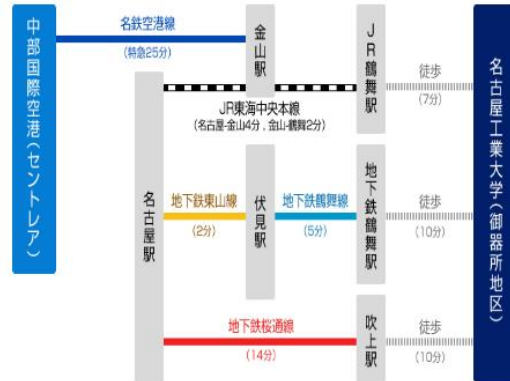 中部国際空港(セントレア)
名鉄空港線
(特急25分)
金山駅
JR鶴舞駅
徒歩
(7分)
名古屋工業大学(御器所地区)
JR東海中央本線
(名古屋-金山4分,金山-鶴舞2分)
名古屋駅
地下鉄東山線
(2分)
伏見駅
地下鉄鶴舞線
(5分)
地下鉄鶴舞駅
徒歩
(10分)
地下鉄桜通線
(14分)
吹上駅
徒歩
(10分)